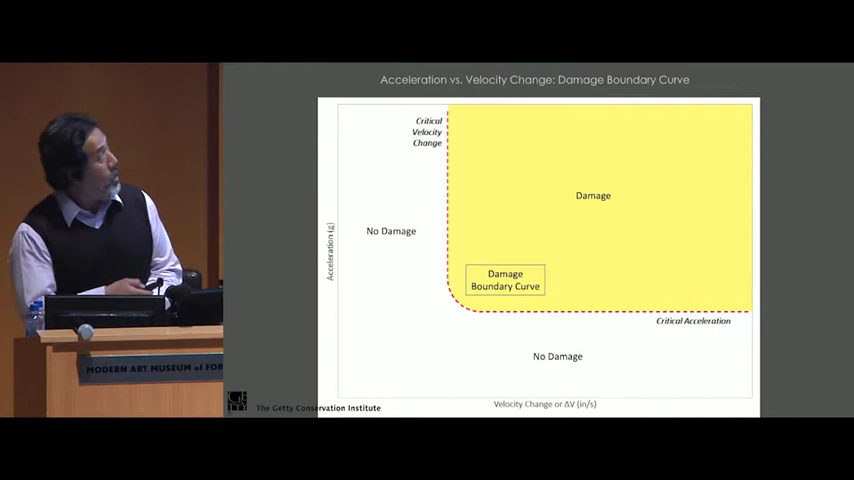 Acceleration vs. Velocity Change: Damage Boundary Curve
Critical
Velocity
Change
Damage
No Damage
Acceleration (g)
Damage
Boundary Curve
Critical Acceleration
No Damage
Velocity Change or ΔV (in/s)
MODERN ART MUSEUM of FOR
The Getty Conservation Institute